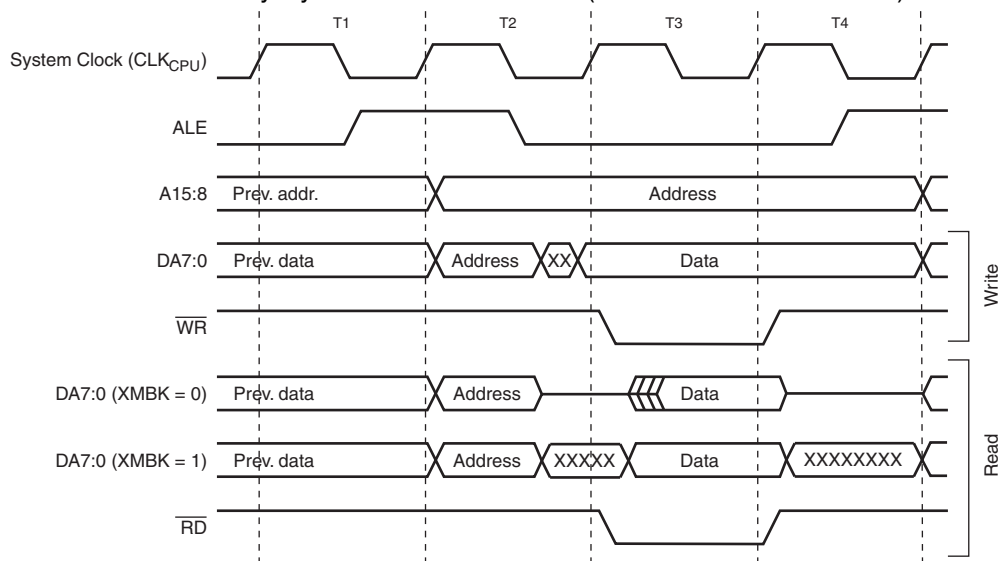 T1 T2 T3 T4
System Clock (CLKCPU)
ALE
A15:8 Prev. addr. Address
DA7:0 Prev. data Address XX Data
WR
Write
DA7:0 (XMBK = 0) Prev. data Address Data
DA7:0 (XMBK = 1) Prev. data Address XXXXX Data XXXXXXXX
RD
Read